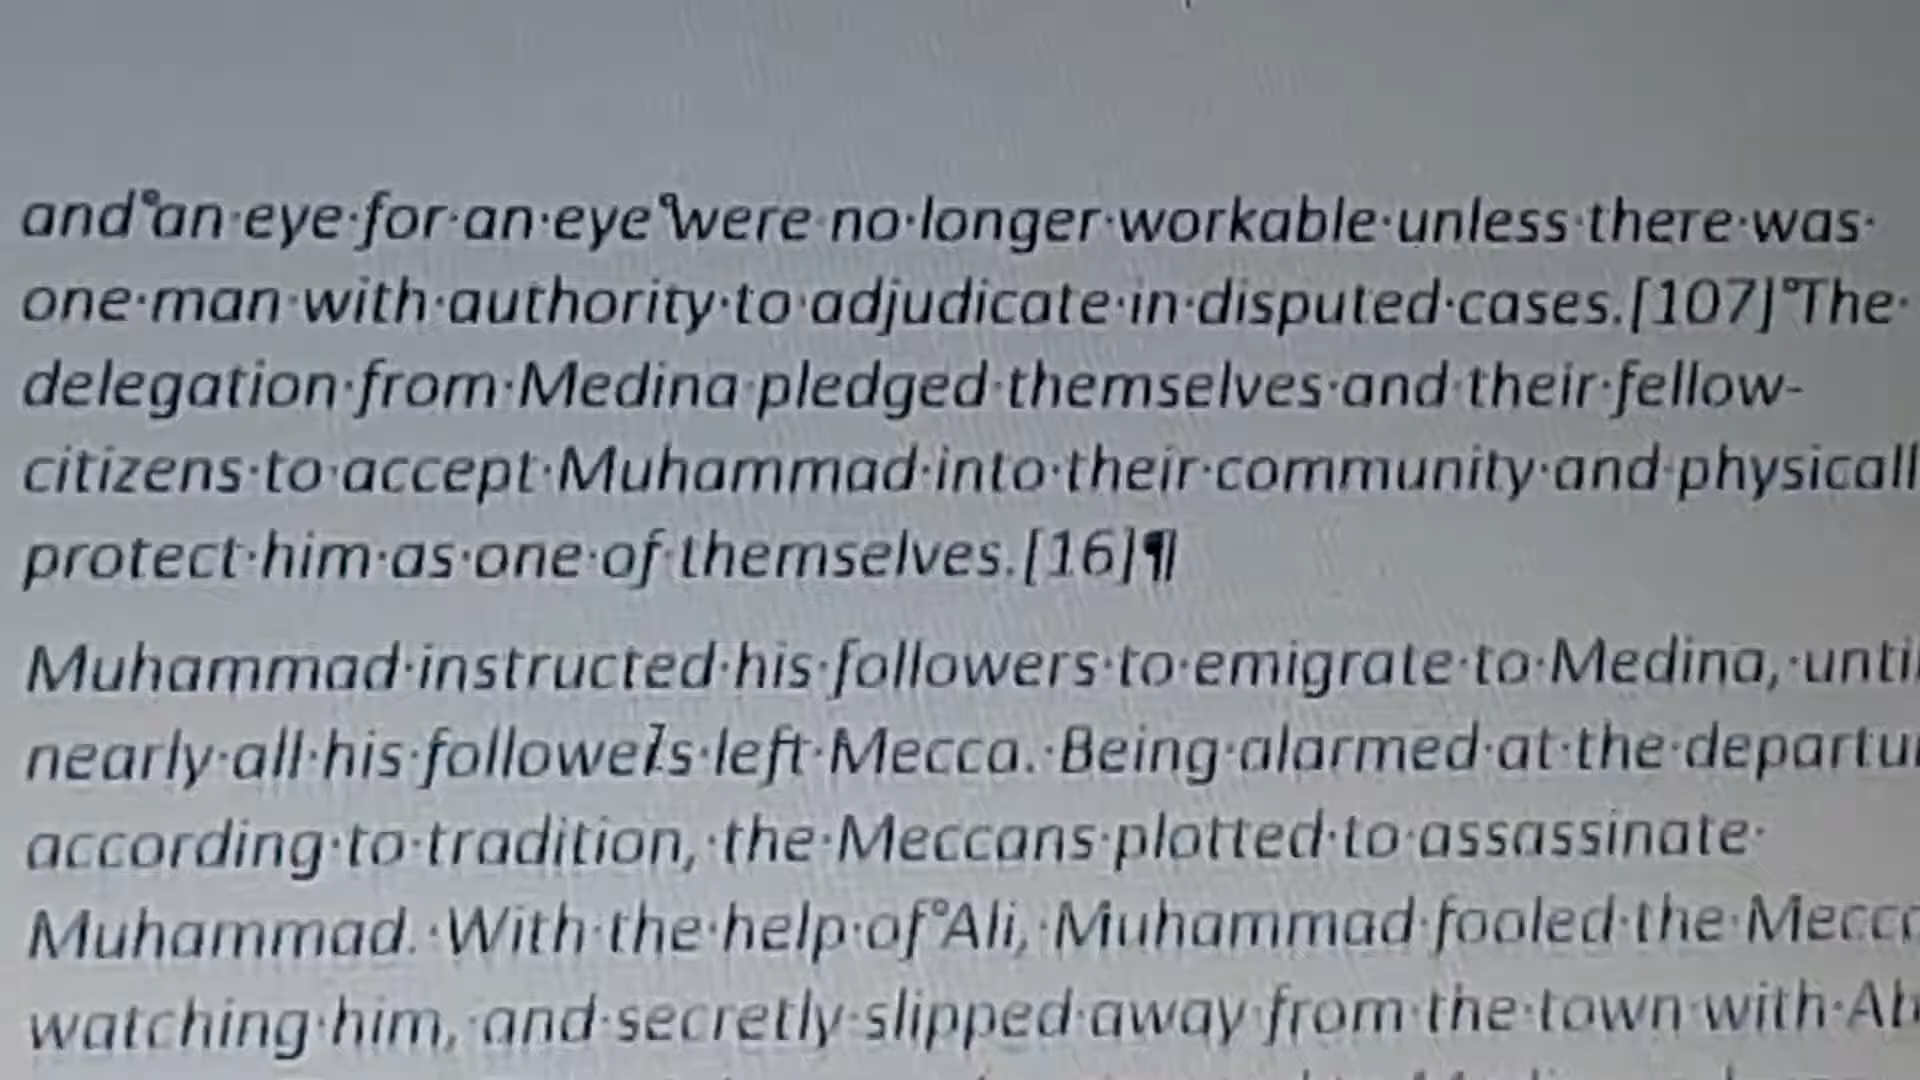 and an eye for an eye were no longer workable unless there was
one man with authority to adjudicate in disputed cases.[107] The
delegation from Medina pledged themselves and their fellow-
citizens to accept Muhammad into their community and physicall
protect him as one of themselves.[16]¶
Muhammad instructed his followers to emigrate to Medina, until
nearly all his followers left Mecca. Being alarmed at the departu
according to tradition, the Meccans plotted to assassinate
Muhammad. With the help of Ali, Muhammad fooled the Mecca
watching him, and secretly slipped away from the town with Ab